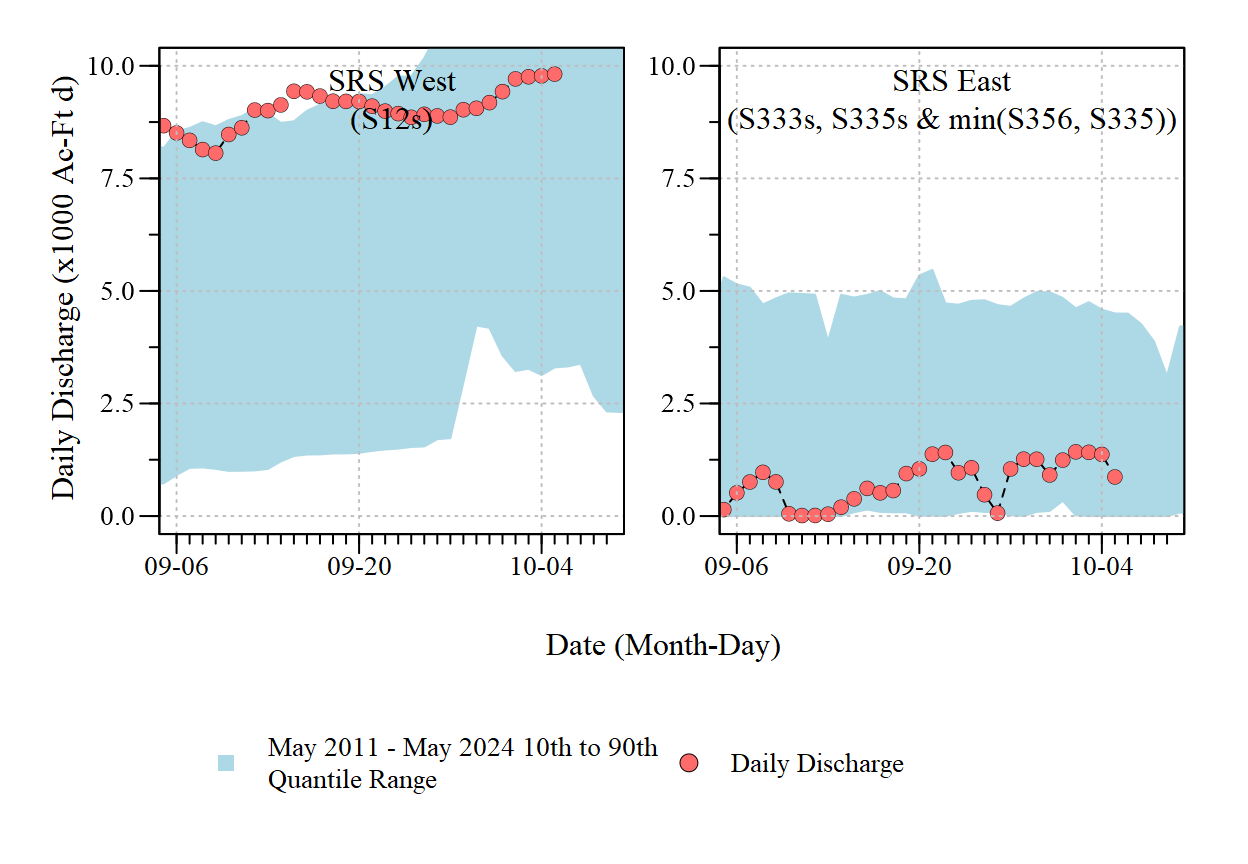 SRS West
(S12s)
10.0
7.5
5.0
2.5
0.0
09-06
09-20
10-04
Daily Discharge (x1000 Ac-Ft d)
SRS East
(S333s, S335s & min(S356, S335))
10.0
7.5
5.0
2.5
0.0
09-06
09-20
10-04
Date (Month-Day)
May 2011 - May 2024 10th to 90th
Quantile Range
Daily Discharge